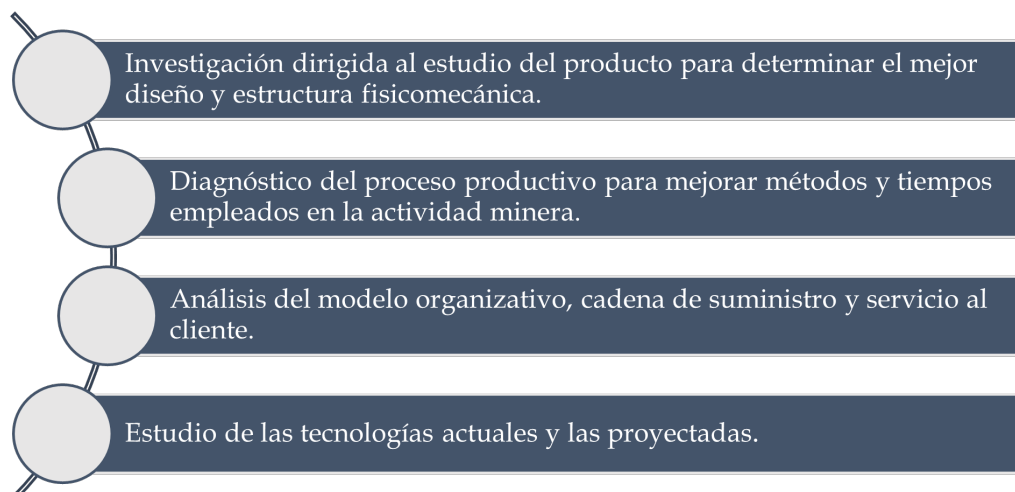 Investigación dirigida al estudio del producto para determinar el mejor
diseño y estructura fisicomecánica.
Diagnóstico del proceso productivo para mejorar métodos y tiempos
empleados en la actividad minera.
Análisis del modelo organizativo, cadena de suministro y servicio al
cliente.
Estudio de las tecnologías actuales y las proyectadas.